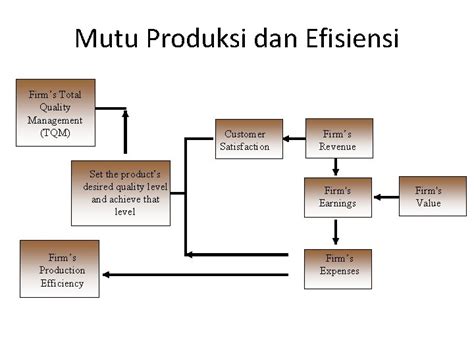 Mutu Produksi dan Efisiensi
Firm's Total
Quality
Management
(TQM)
Customer
Satisfaction
Firm's
Revenue
Set the product's
desired quality level
and achieve that
level
Firm's
Earnings
Firm's
Value
Firm's
Production
Efficiency
Firm's
Expenses